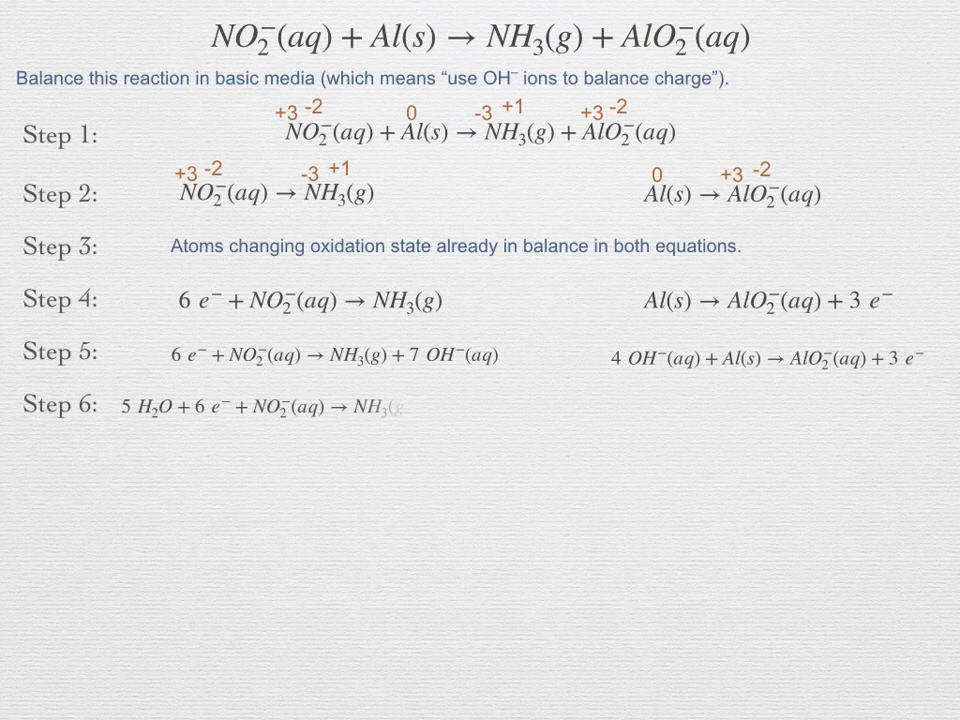 NO₂⁻(aq) + Al(s) → NH₃(g) + AlO₂⁻(aq)
Balance this reaction in basic media (which means “use OH⁻ ions to balance charge”).
+3 -2 0 -3 +1 +3 -2
Step 1: NO₂⁻(aq) + Al(s) → NH₃(g) + AlO₂⁻(aq)
+3 -2 -3 +1 0 +3 -2
Step 2: NO₂⁻(aq) → NH₃(g) Al(s) → AlO₂⁻(aq)
Step 3: Atoms changing oxidation state already in balance in both equations.
Step 4: 6 e⁻ + NO₂⁻(aq) → NH₃(g) Al(s) → AlO₂⁻(aq) + 3 e⁻
Step 5: 6 e⁻ + NO₂⁻(aq) → NH₃(g) + 7 OH⁻(aq) 4 OH⁻(aq) + Al(s) → AlO₂⁻(aq) + 3 e⁻
Step 6: 5 H₂O + 6 e⁻ + NO₂⁻(aq) → NH₃(g